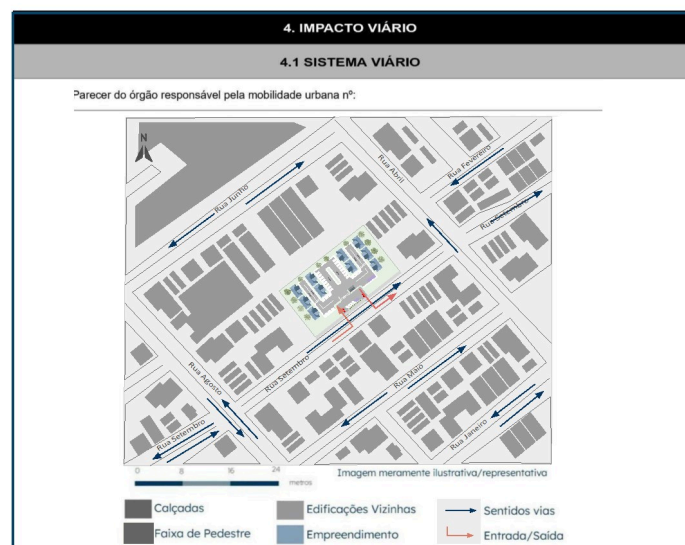 4. IMPACTO VIÁRIO
4.1 SISTEMA VIÁRIO
Parecer do órgão responsável pela mobilidade urbana nº:
N
Rua Junho
Rua Abril
Rua Fevereiro
Rua Setembro
Rua Setembro
Rua Maio
Rua Agosto
Rua Setembro
Rua Janeiro
0 8 16 24
metros
Imagem meramente ilustrativa/representativa
Calçadas
Edificações Vizinhas
Sentidos vias
Faixa de Pedestre
Empreendimento
Entrada/Saída